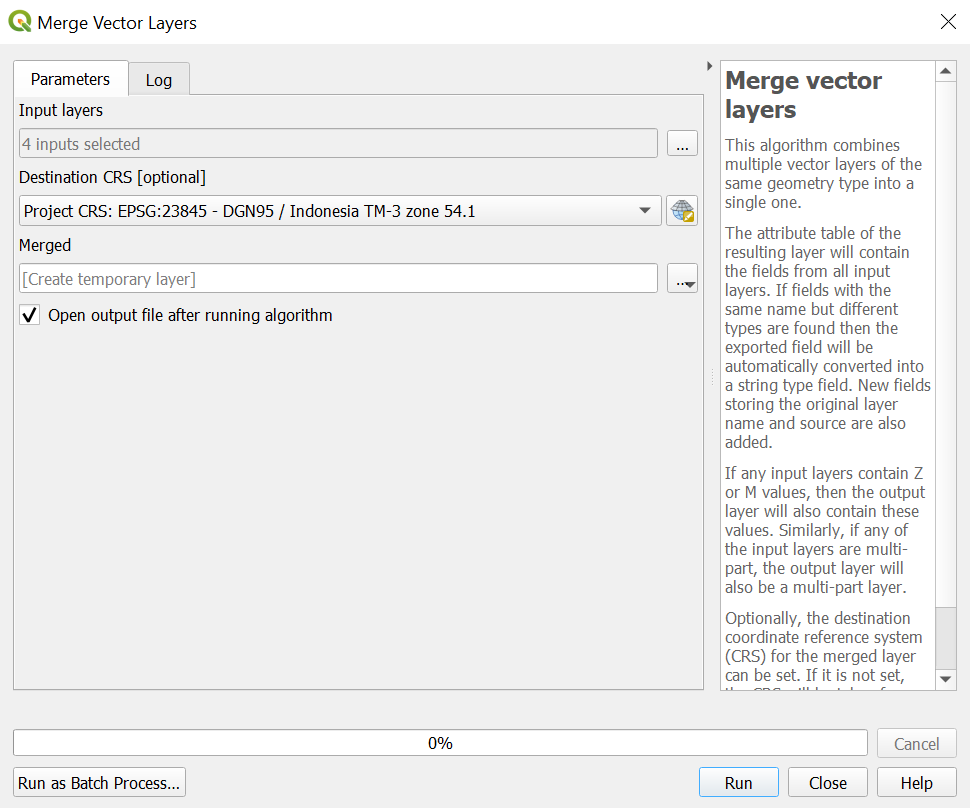 Merge Vector Layers
Parameters
Log
Input layers
4 inputs selected
...
Destination CRS [optional]
Project CRS: EPSG:23845 - DGN95 / Indonesia TM-3 zone 54.1
Merged
[Create temporary layer]
...
Open output file after running algorithm
Merge vector
layers
This algorithm combines
multiple vector layers of the
same geometry type into a
single one.
The attribute table of the
resulting layer will contain
the fields from all input
layers. If fields with the
same name but different
types are found then the
exported field will be
automatically converted into
a string type field. New fields
storing the original layer
name and source are also
added.
If any input layers contain Z
or M values, then the output
layer will also contain these
values. Similarly, if any of
the input layers are multi-
part, the output layer will
also be a multi-part layer.
Optionally, the destination
coordinate reference system
(CRS) for the merged layer
can be set. If it is not set,
0%
Cancel
Run as Batch Process...
Run
Close
Help